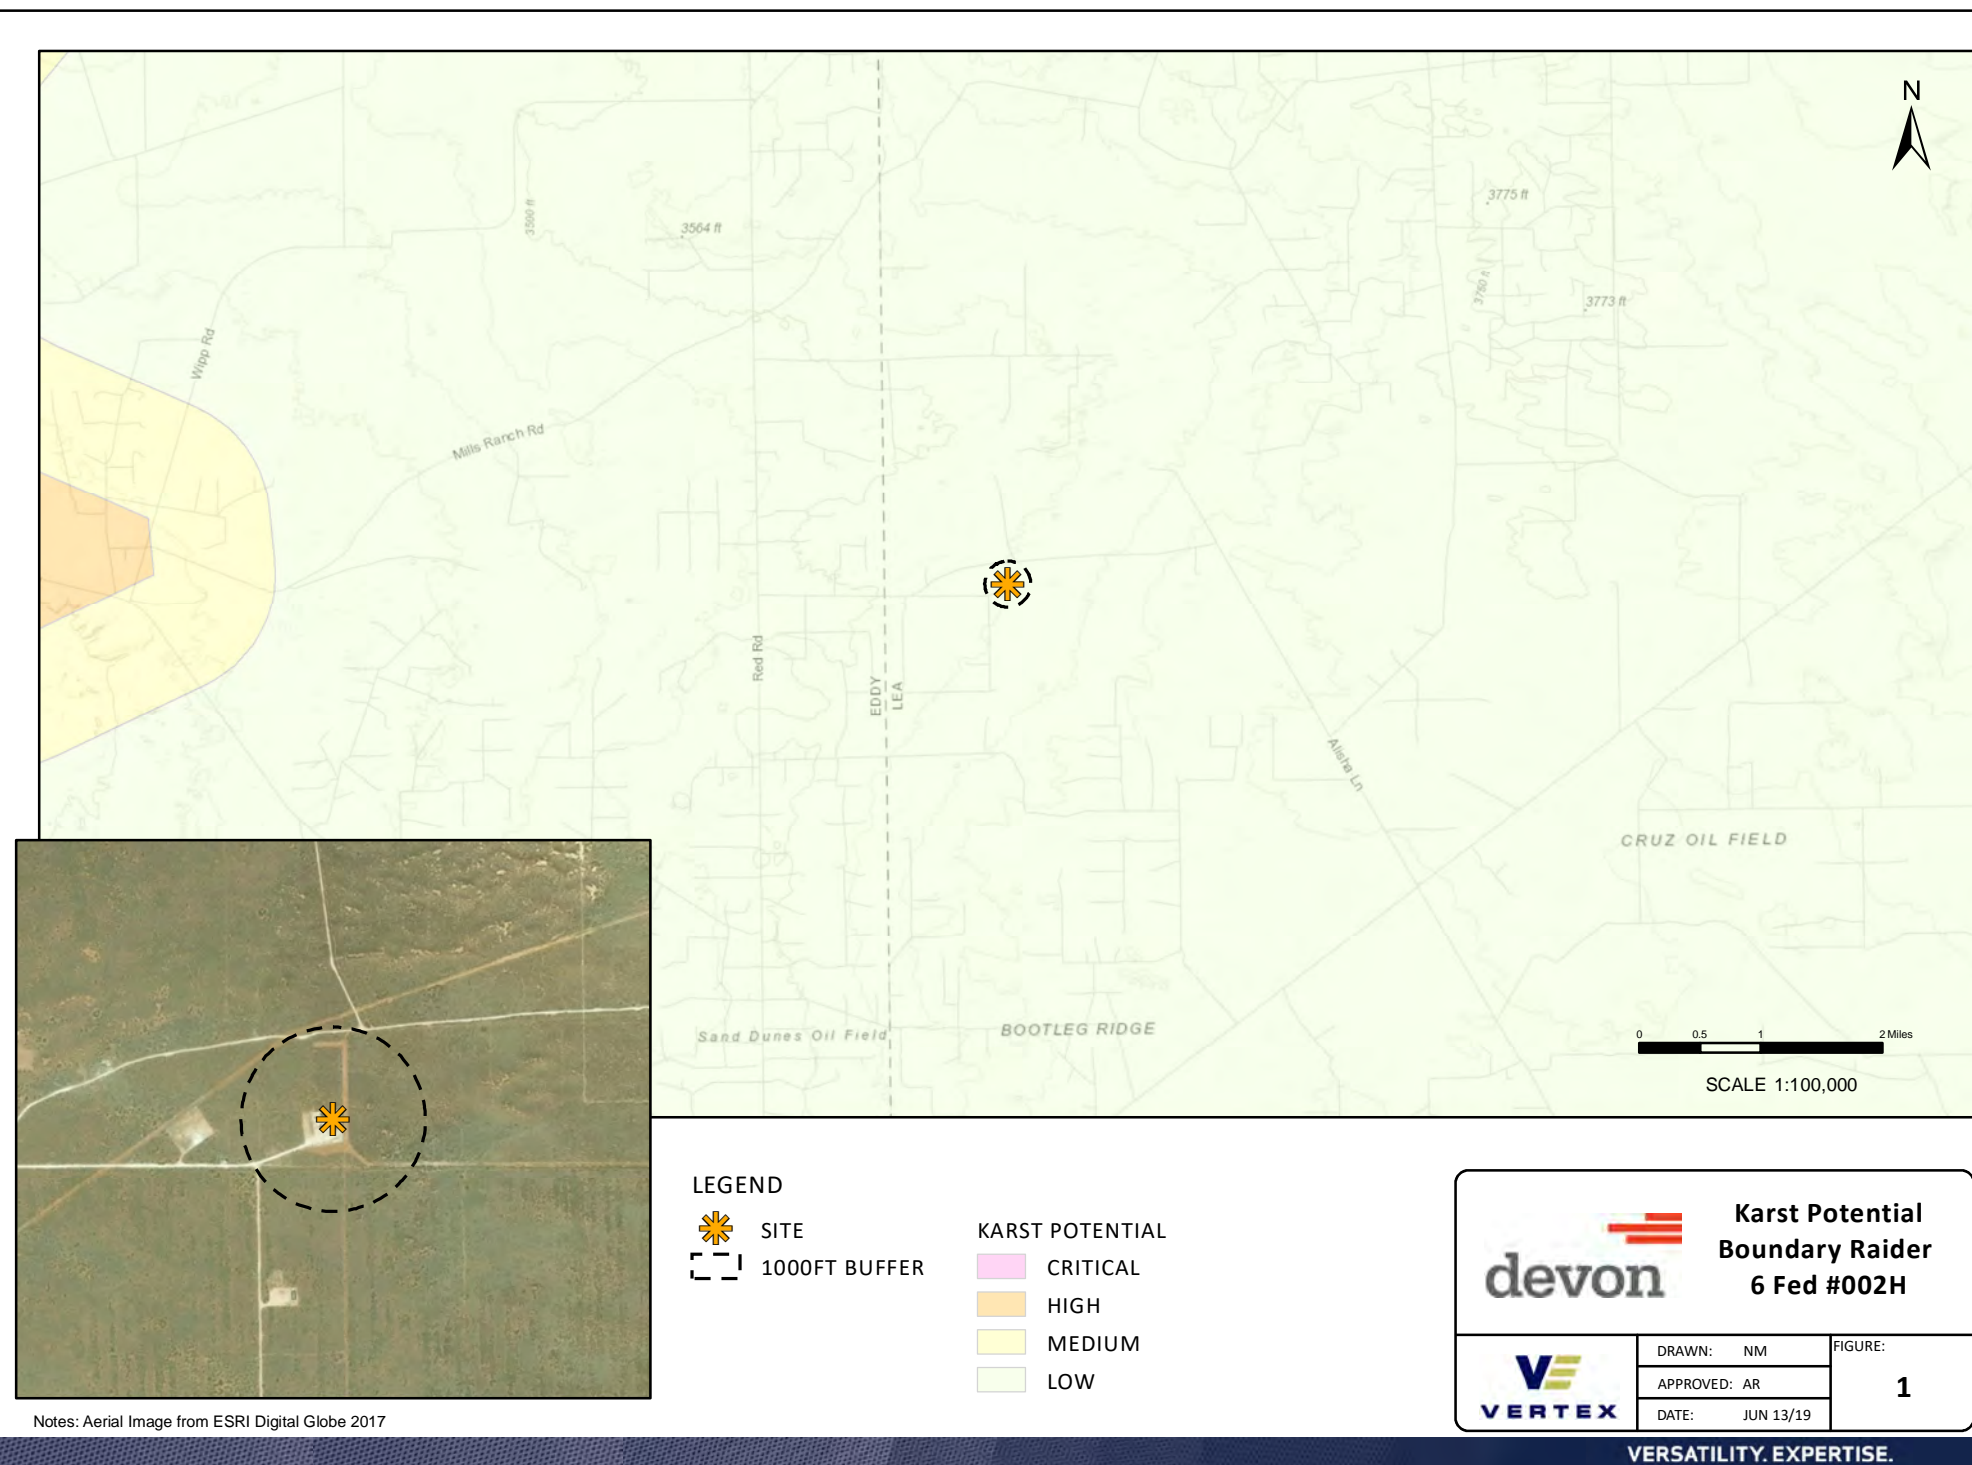 N
3775 ft
3500 ft
3564 ft
3750 ft
3773 ft
Wipp Rd
Mills Ranch Rd
Red Rd
EDDY
LEA
Alisha Ln
CRUZ OIL FIELD
Sand Dunes Oil Field
BOOTLEG RIDGE
0 0.5 1 2 Miles
SCALE 1:100,000
LEGEND
SITE
1000FT BUFFER
KARST POTENTIAL
CRITICAL
HIGH
MEDIUM
LOW
devon
Karst Potential
Boundary Raider
6 Fed #002H
VERTEX
DRAWN: NM
APPROVED: AR
DATE: JUN 13/19
FIGURE:
1
Notes: Aerial Image from ESRI Digital Globe 2017
VERSATILITY. EXPERTISE.